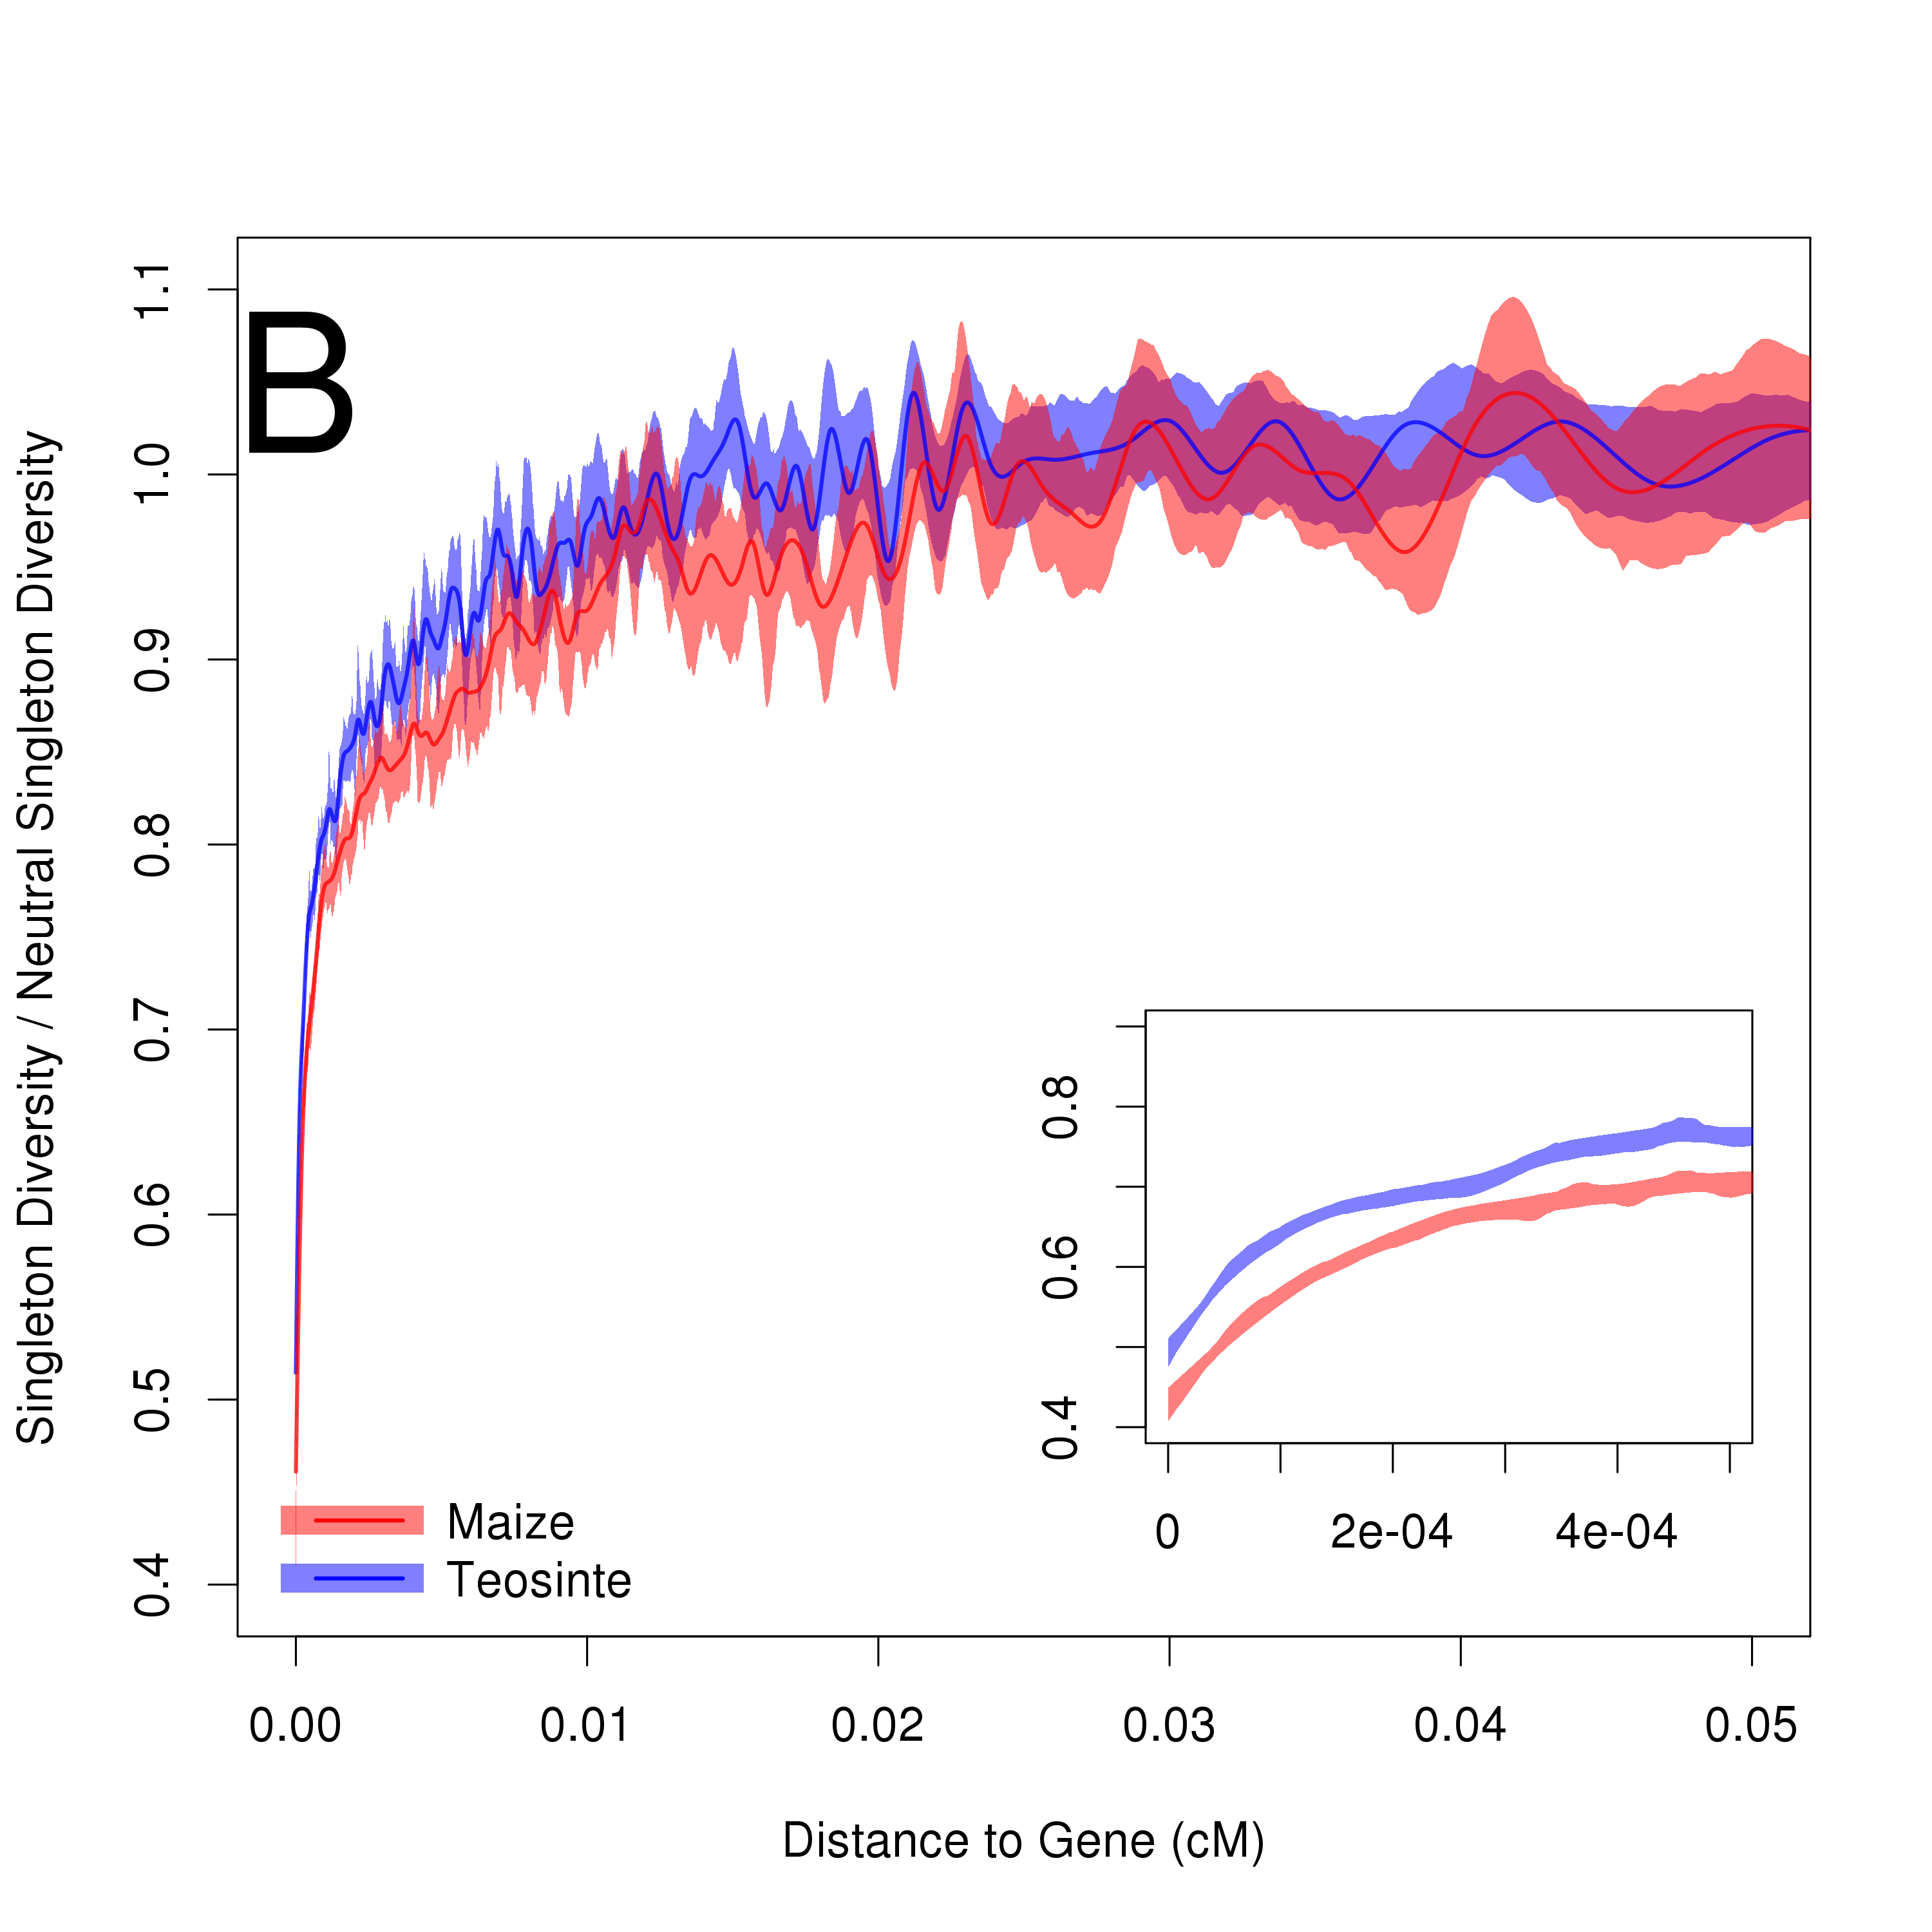 B
Singleton Diversity / Neutral Singleton Diversity
1.1
1.0
0.9
0.8
0.7
0.6
0.5
0.4
0.8
0.6
0.4
0 2e-04 4e-04
Maize
Teosinte
0.00 0.01 0.02 0.03 0.04 0.05
Distance to Gene (cM)